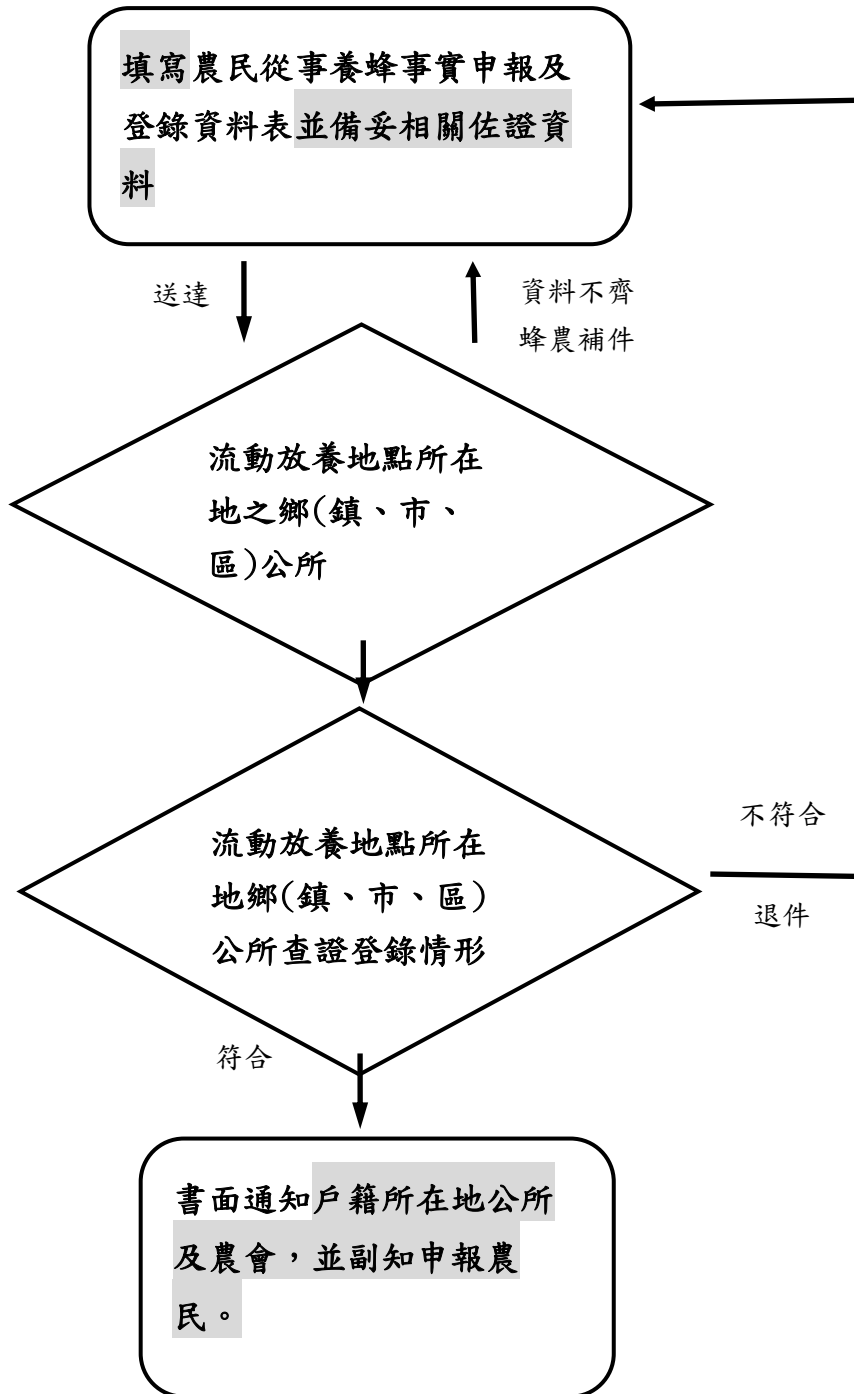 填寫農民從事養蜂事實申報及
登錄資料表並備妥相關佐證資
料
送達
資料不齊
蜂農補件
流動放養地點所在
地之鄉(鎮、市、
區)公所
流動放養地點所在
地鄉(鎮、市、區)
公所查證登錄情形
不符合
退件
符合
書面通知戶籍所在地公所
及農會，並副知申報農
民。